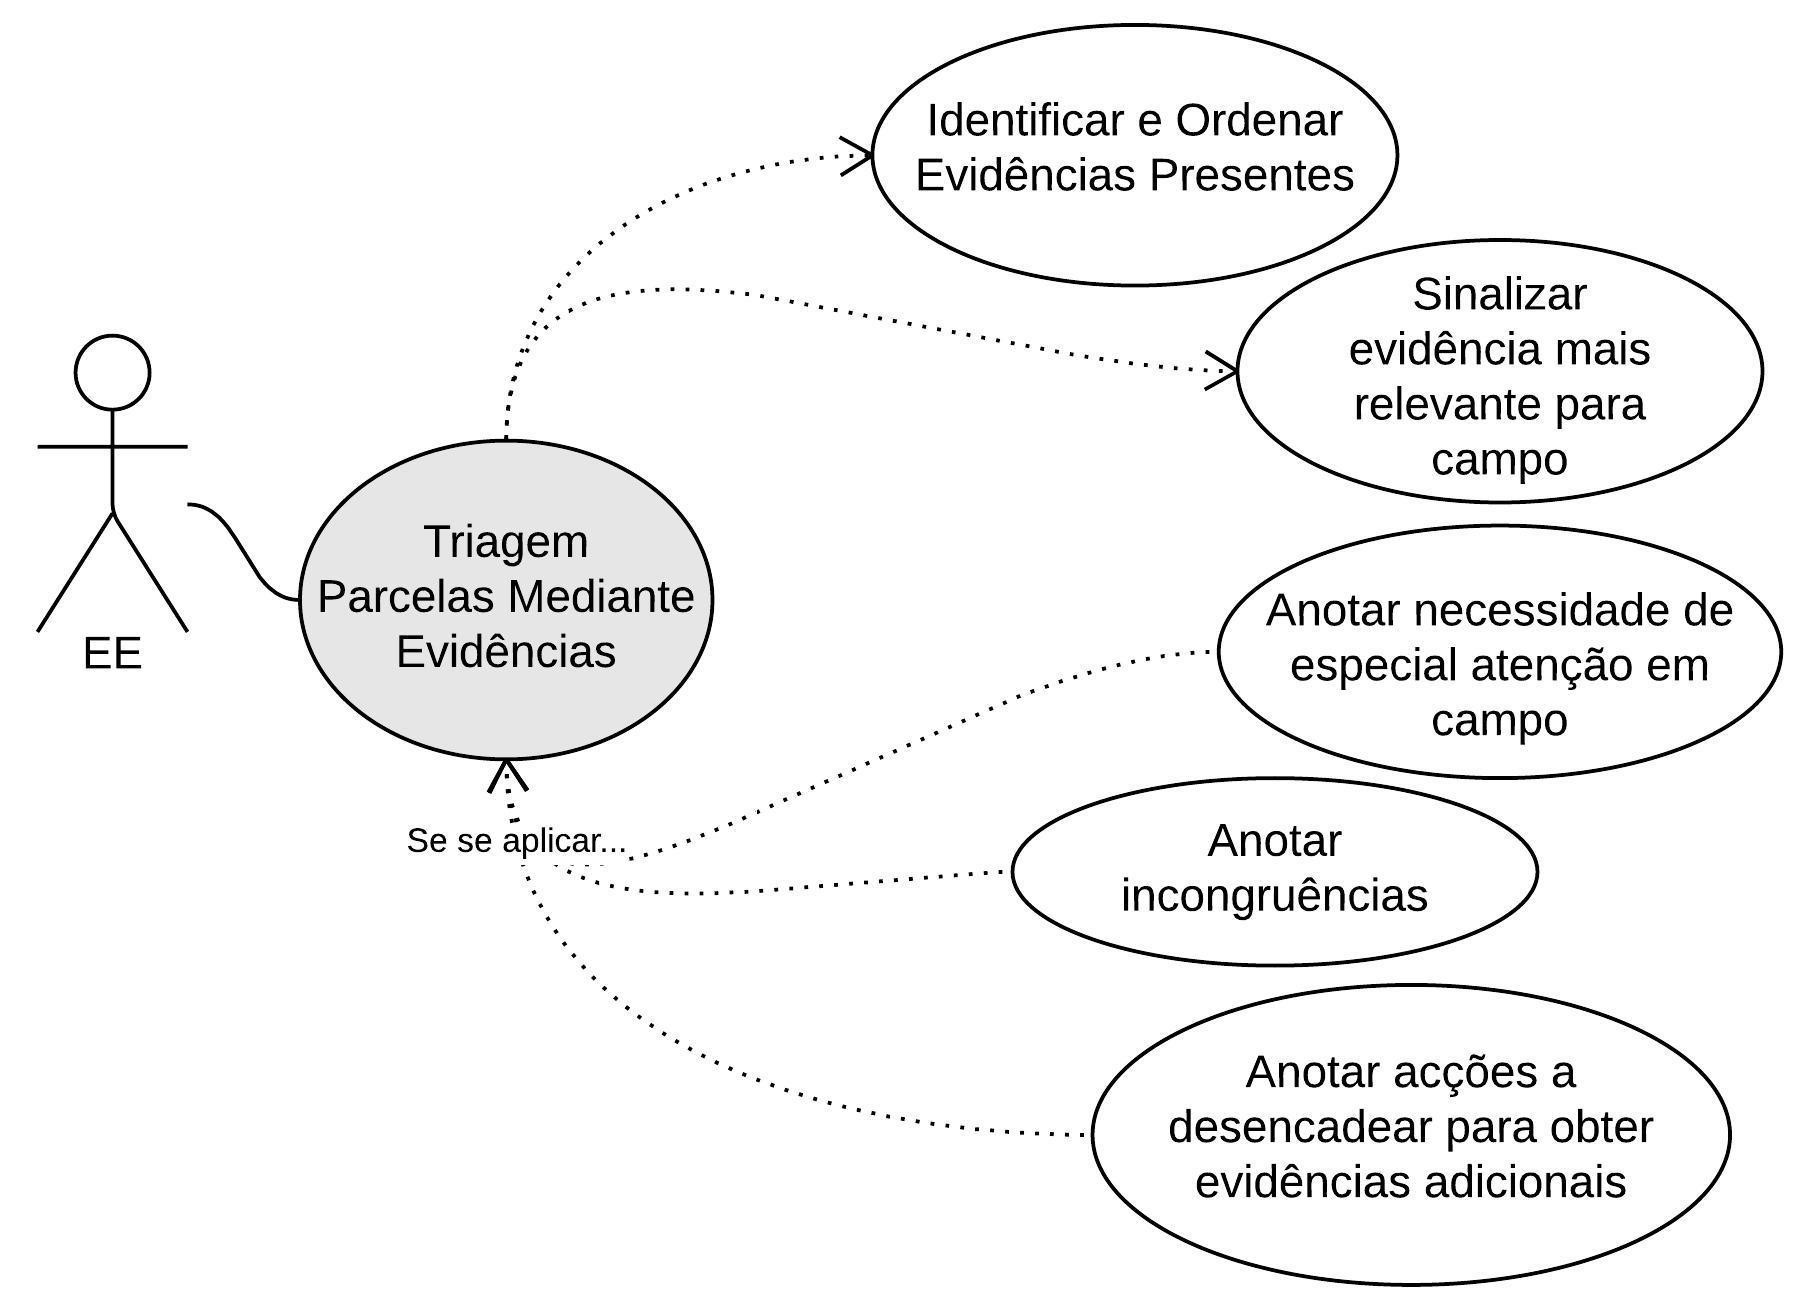 Identificar e Ordenar
Evidências Presentes
Sinalizar
evidência mais
relevante para
campo
EE
Triagem
Parcelas Mediante
Evidências
Anotar necessidade de
especial atenção em
campo
Se se aplicar...
Anotar
incongruências
Anotar acções a
desencadear para obter
evidências adicionais